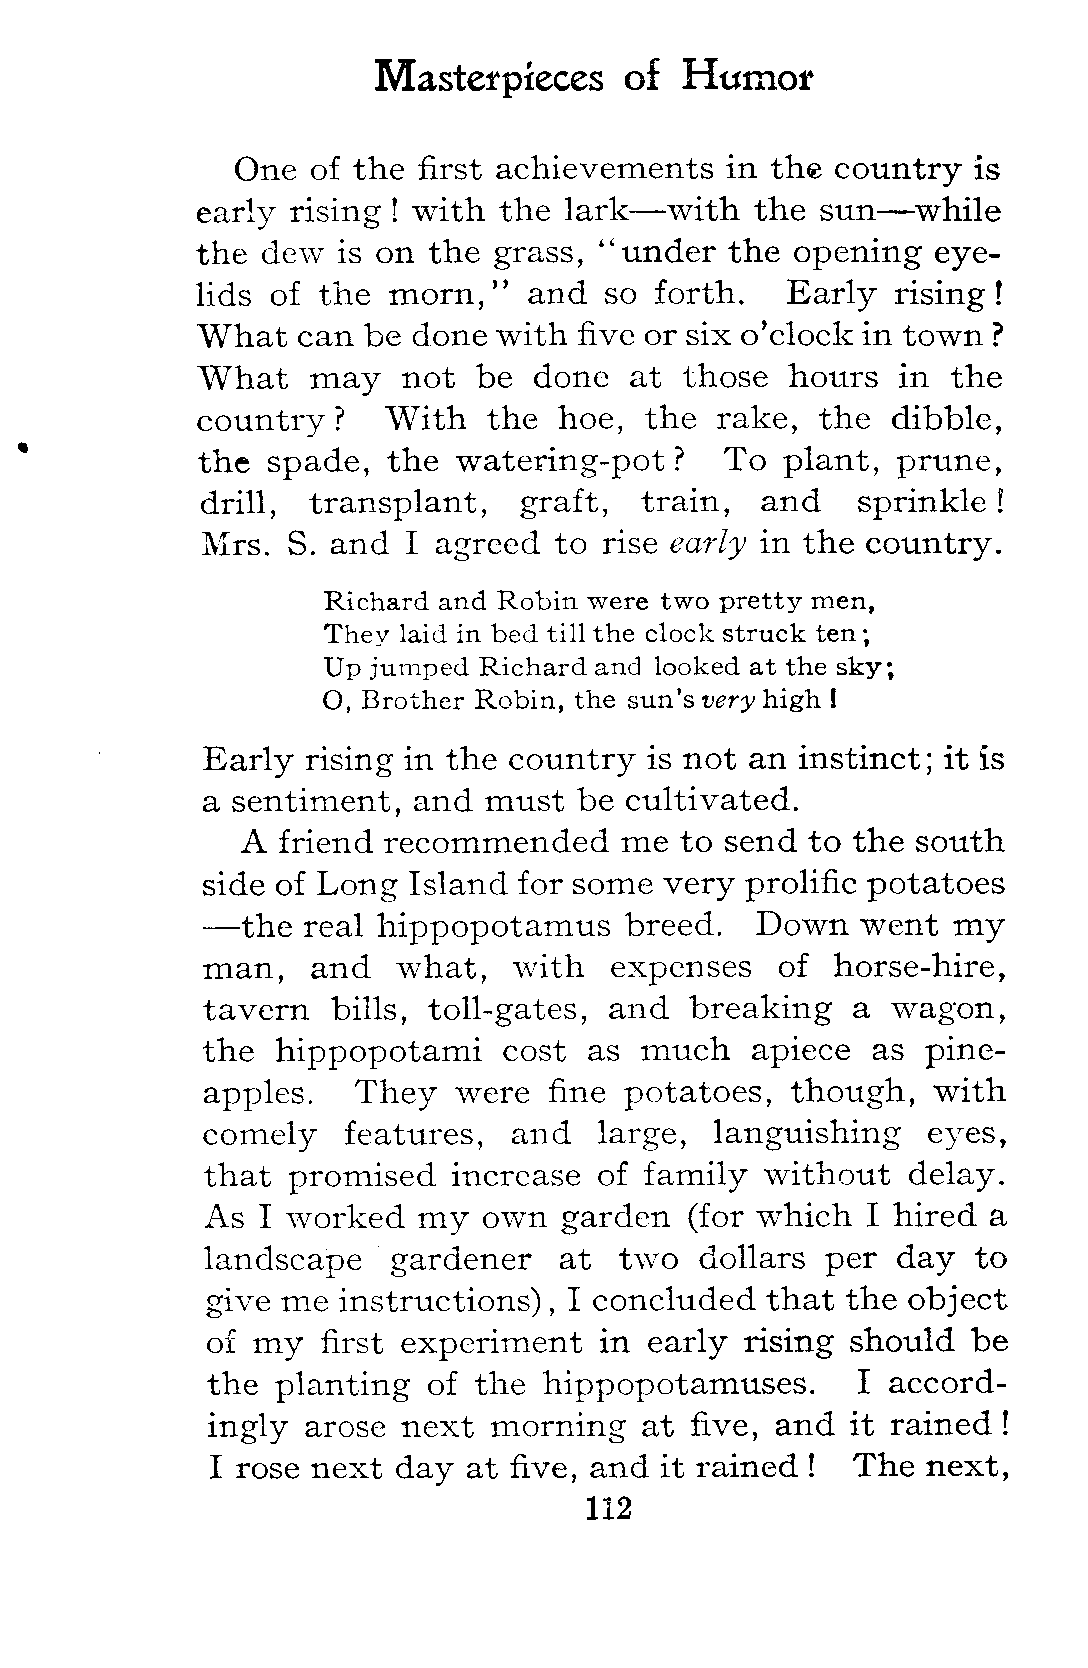 Masterpieces of Humor
One of the first achievements in the country is
early rising! with the lark—with the sun—while
the dew is on the grass, "under the opening eye-
lids of the morn," and so forth. Early rising!
What can be done with five or six o'clock in town?
What may not be done at those hours in the
country? With the hoe, the rake, the dibble,
the spade, the watering-pot? To plant, prune,
drill, transplant, graft, train, and sprinkle!
Mrs. S. and I agreed to rise early in the country.
Richard and Robin were two pretty men,
They laid in bed till the clock struck ten;
Up jumped Richard and looked at the sky;
O, Brother Robin, the sun's very high!
Early rising in the country is not an instinct; it is
a sentiment, and must be cultivated.
A friend recommended me to send to the south
side of Long Island for some very prolific potatoes
—the real hippopotamus breed. Down went my
man, and what, with expenses of horse-hire,
tavern bills, toll-gates, and breaking a wagon,
the hippopotami cost as much apiece as pine-
apples. They were fine potatoes, though, with
comely features, and large, languishing eyes,
that promised increase of family without delay.
As I worked my own garden (for which I hired a
landscape gardener at two dollars per day to
give me instructions), I concluded that the object
of my first experiment in early rising should be
the planting of the hippopotamuses. I accord-
ingly arose next morning at five, and it rained!
I rose next day at five, and it rained! The next,
112